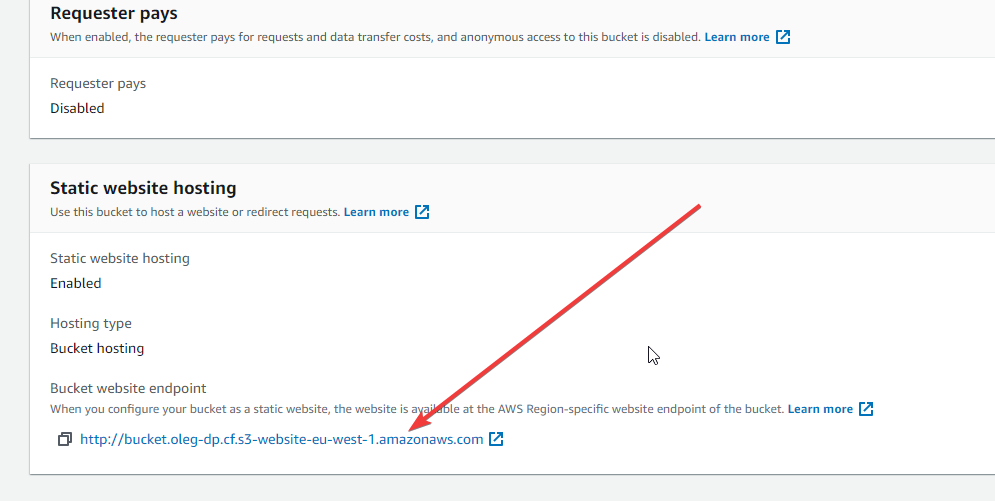 Requester pays
When enabled, the requester pays for requests and data transfer costs, and anonymous access to this bucket is disabled. Learn more
Requester pays
Disabled
Static website hosting
Use this bucket to host a website or redirect requests. Learn more
Static website hosting
Enabled
Hosting type
Bucket hosting
Bucket website endpoint
When you configure your bucket as a static website, the website is available at the AWS Region-specific website endpoint of the bucket. Learn more
http://bucket.oleg-dp.cf.s3-website-eu-west-1.amazonaws.com